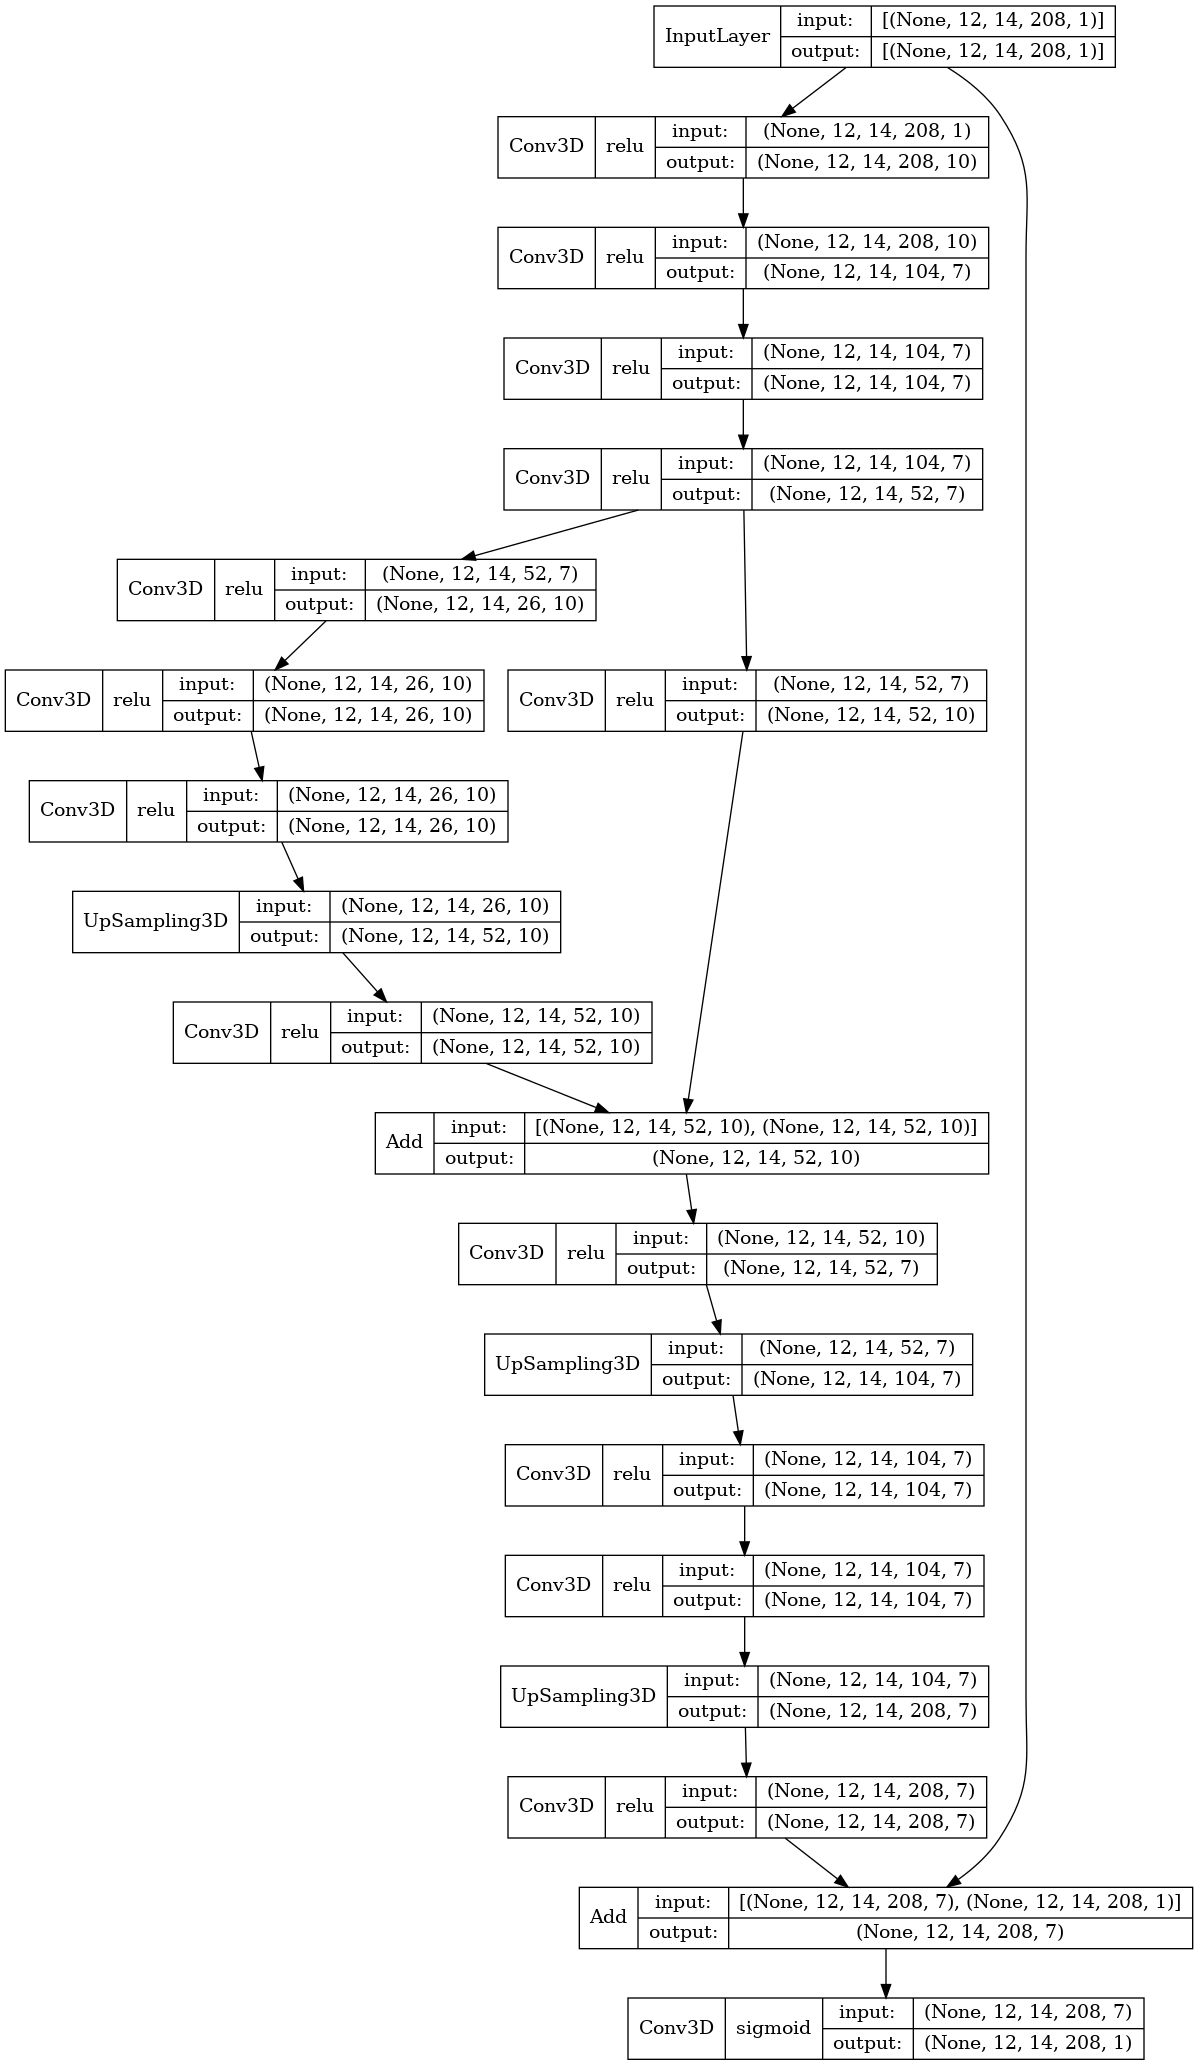 InputLayer input: [(None, 12, 14, 208, 1)]
output: [(None, 12, 14, 208, 1)]
Conv3D relu input: (None, 12, 14, 208, 1)
output: (None, 12, 14, 208, 10)
Conv3D relu input: (None, 12, 14, 208, 10)
output: (None, 12, 14, 104, 7)
Conv3D relu input: (None, 12, 14, 104, 7)
output: (None, 12, 14, 104, 7)
Conv3D relu input: (None, 12, 14, 104, 7)
output: (None, 12, 14, 52, 7)
Conv3D relu input: (None, 12, 14, 52, 7)
output: (None, 12, 14, 26, 10)
Conv3D relu input: (None, 12, 14, 26, 10)
output: (None, 12, 14, 26, 10)
Conv3D relu input: (None, 12, 14, 52, 7)
output: (None, 12, 14, 52, 10)
Conv3D relu input: (None, 12, 14, 26, 10)
output: (None, 12, 14, 26, 10)
UpSampling3D input: (None, 12, 14, 26, 10)
output: (None, 12, 14, 52, 10)
Conv3D relu input: (None, 12, 14, 52, 10)
output: (None, 12, 14, 52, 10)
Add input: [(None, 12, 14, 52, 10), (None, 12, 14, 52, 10)]
output: (None, 12, 14, 52, 10)
Conv3D relu input: (None, 12, 14, 52, 10)
output: (None, 12, 14, 52, 7)
UpSampling3D input: (None, 12, 14, 52, 7)
output: (None, 12, 14, 104, 7)
Conv3D relu input: (None, 12, 14, 104, 7)
output: (None, 12, 14, 104, 7)
Conv3D relu input: (None, 12, 14, 104, 7)
output: (None, 12, 14, 104, 7)
UpSampling3D input: (None, 12, 14, 104, 7)
output: (None, 12, 14, 208, 7)
Conv3D relu input: (None, 12, 14, 208, 7)
output: (None, 12, 14, 208, 7)
Add input: [(None, 12, 14, 208, 7), (None, 12, 14, 208, 1)]
output: (None, 12, 14, 208, 7)
Conv3D sigmoid input: (None, 12, 14, 208, 7)
output: (None, 12, 14, 208, 1)